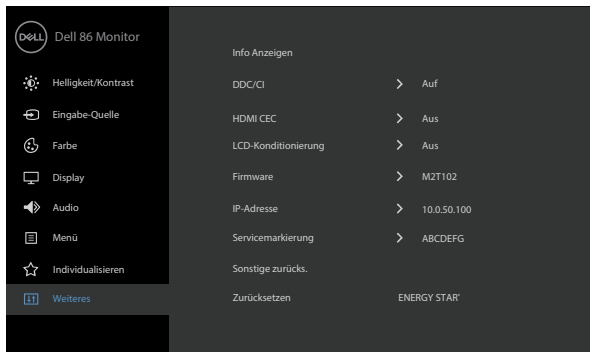 DELL Dell 86 Monitor
Info Anzeigen
Helligkeit/Kontrast DDC/CI Auf
Eingabe-Quelle HDMI CEC Aus
Farbe LCD-Konditionierung Aus
Display Firmware M2T102
Audio IP-Adresse 10.0.50.100
Menü Servicemarkierung ABCDEFG
Individualisieren Sonstige zurücks.
Weiteres Zurücksetzen ENERGY STAR'